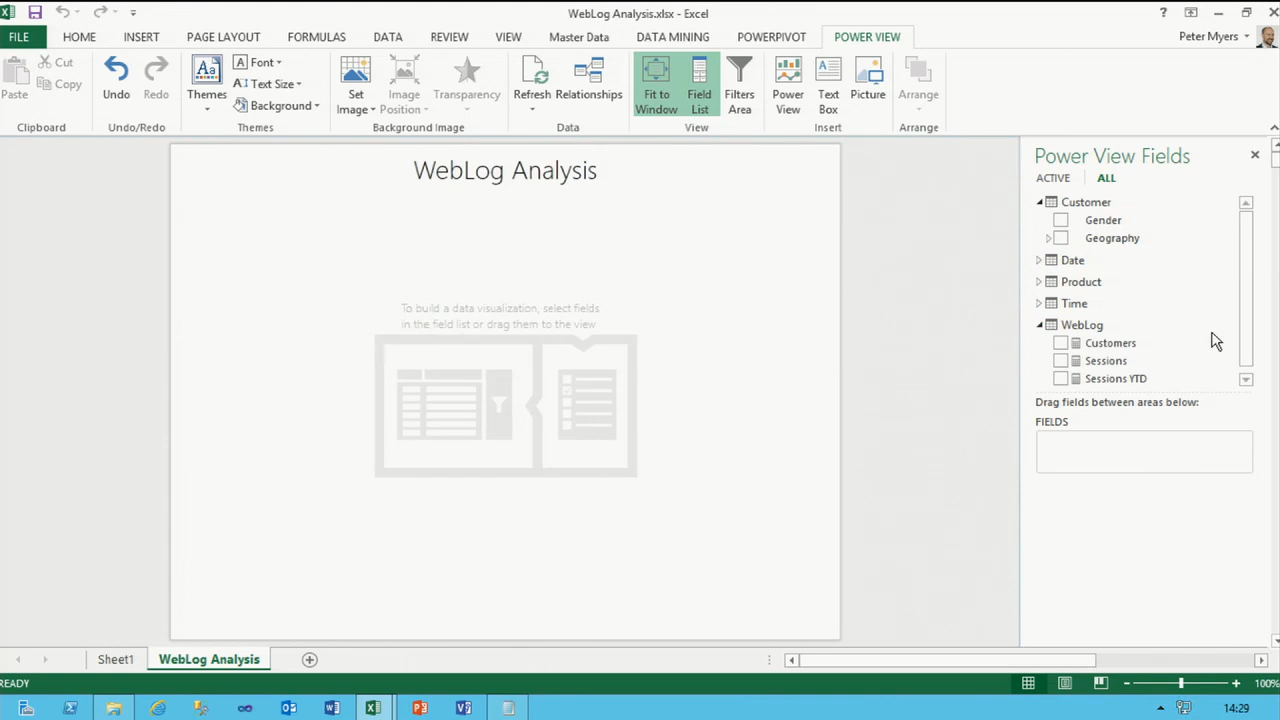 WebLog Analysis.xlsx - Excel
FILE HOME INSERT PAGE LAYOUT FORMULAS DATA REVIEW VIEW Master Data DATA MINING POWERPIVOT POWER VIEW Peter Myers
Paste Cut Copy
Clipboard
Undo Redo
Undo/Redo
Themes Font Text Size Background
Themes
Set Image Image Position Transparency
Background Image
Refresh Relationships
Data
Fit to Window Field List Filters Area
View
Power View Text Box Picture
Insert
Arrange
Arrange
WebLog Analysis
To build a data visualization, select fields
in the field list or drag them to the view
Power View Fields
ACTIVE ALL
Customer
Gender
Geography
Date
Product
Time
WebLog
Customers
Sessions
Sessions YTD
Drag fields between areas below:
FIELDS
Sheet1 WebLog Analysis
READY 100%
14:29